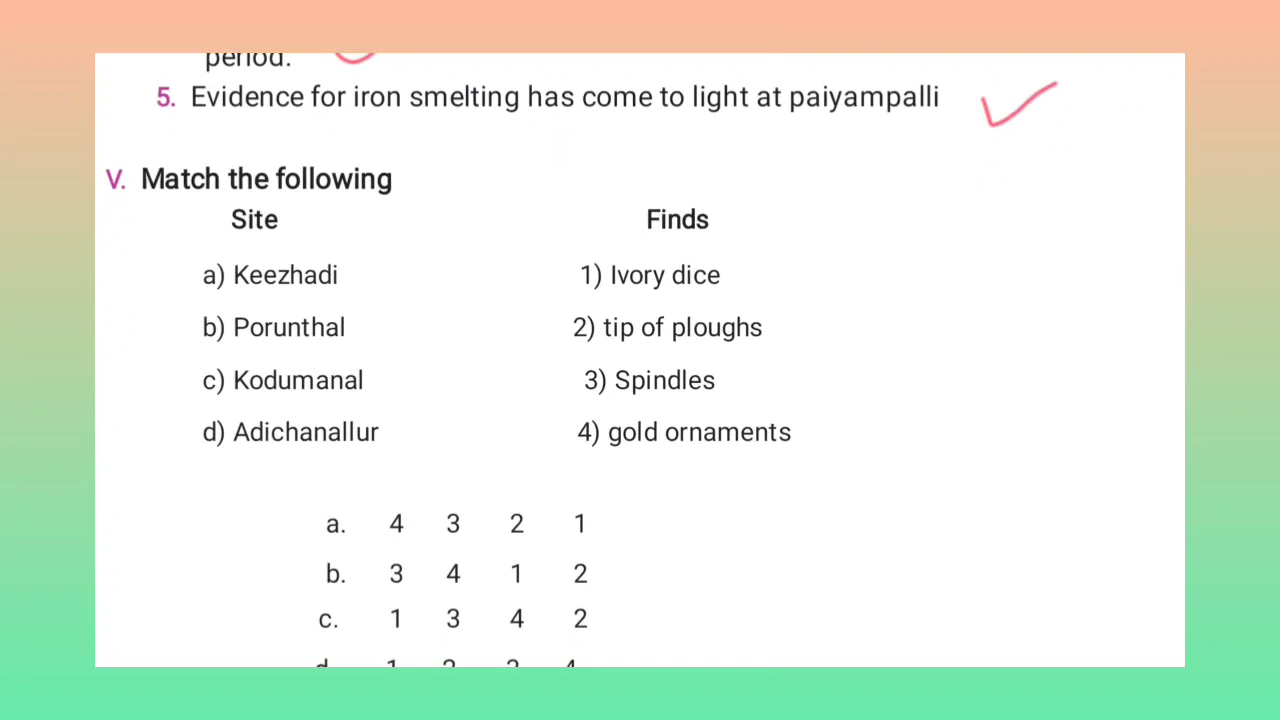 period.
5. Evidence for iron smelting has come to light at paiyampalli
V. Match the following
Site Finds
a) Keezhadi 1) Ivory dice
b) Porunthal 2) tip of ploughs
c) Kodumanal 3) Spindles
d) Adichanallur 4) gold ornaments
a. 4 3 2 1
b. 3 4 1 2
c. 1 3 4 2